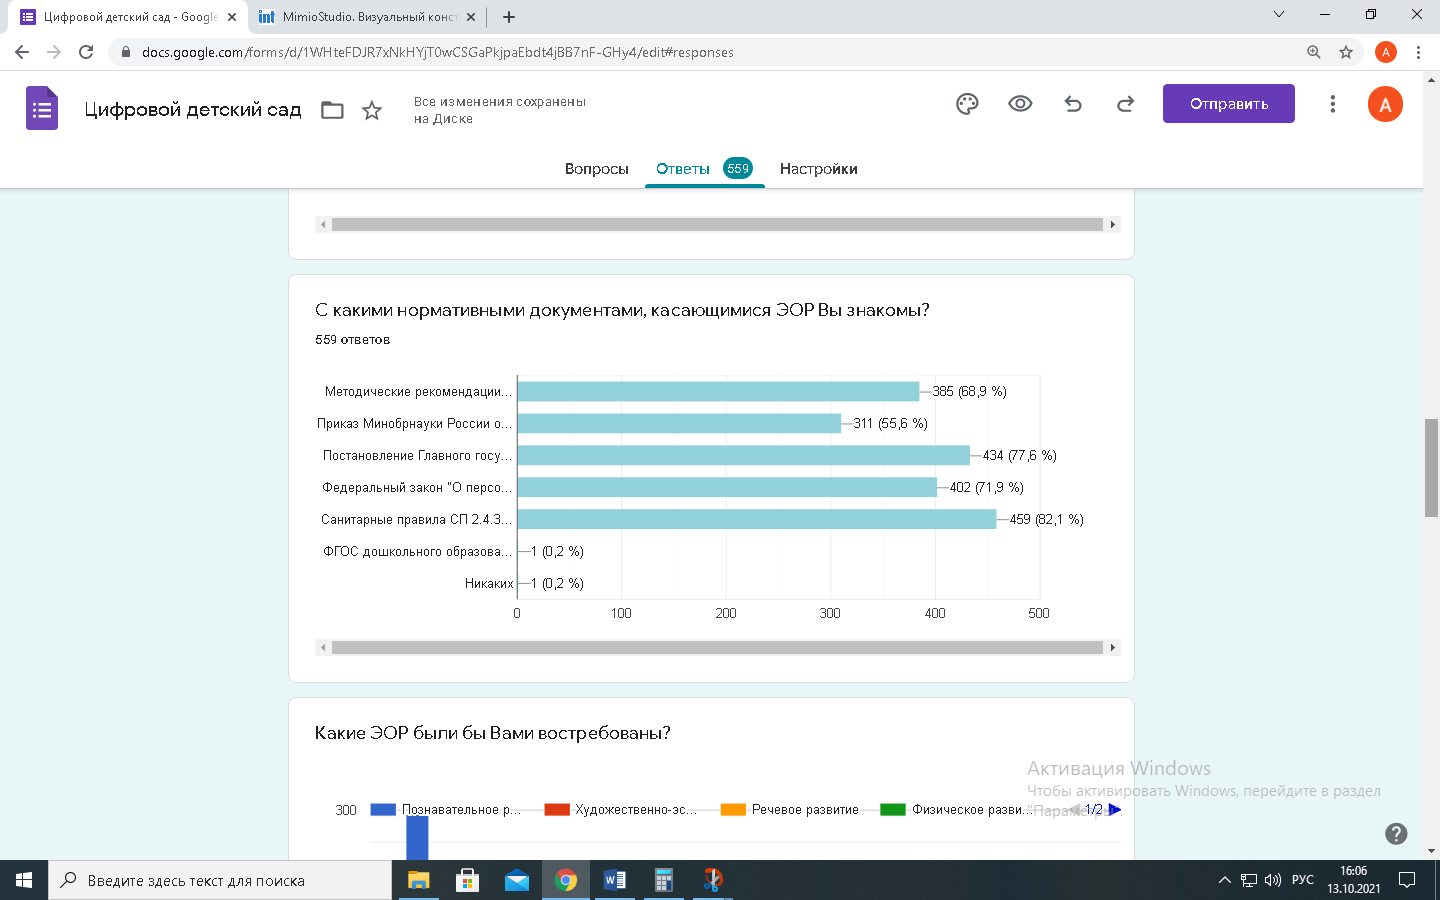 Цифровой детский сад - Google
MimioStudio. Визуальный конст
docs.google.com/forms/d/1WHteFDJR7xNkHYjT0wCSGaPkjpaEbdt4jBB7nF-GHy4/edit#responses
A
Цифровой детский сад
Все изменения сохранены
на Диске
Отправить
A
Вопросы
Ответы 559
Настройки
С какими нормативными документами, касающимися ЭОР Вы знакомы?
559 ответов
Методические рекомендации... 385 (68,9 %)
Приказ Минобрнауки России о... 311 (55,6 %)
Постановление Главного госу... 434 (77,6 %)
Федеральный закон "О персо... 402 (71,9 %)
Санитарные правила СП 2.4.3... 459 (82,1 %)
ФГОС дошкольного образова... 1 (0,2 %)
Никаких 1 (0,2 %)
0 100 200 300 400 500
Какие ЭОР были бы Вами востребованы?
300 Познавательное р... Художественно-эс... Речевое развитие Физическое разви... 1/2
Активация Windows
Чтобы активировать Windows, перейдите в раздел
"Параметры".
Введите здесь текст для поиска
РУС
16:06
13.10.2021